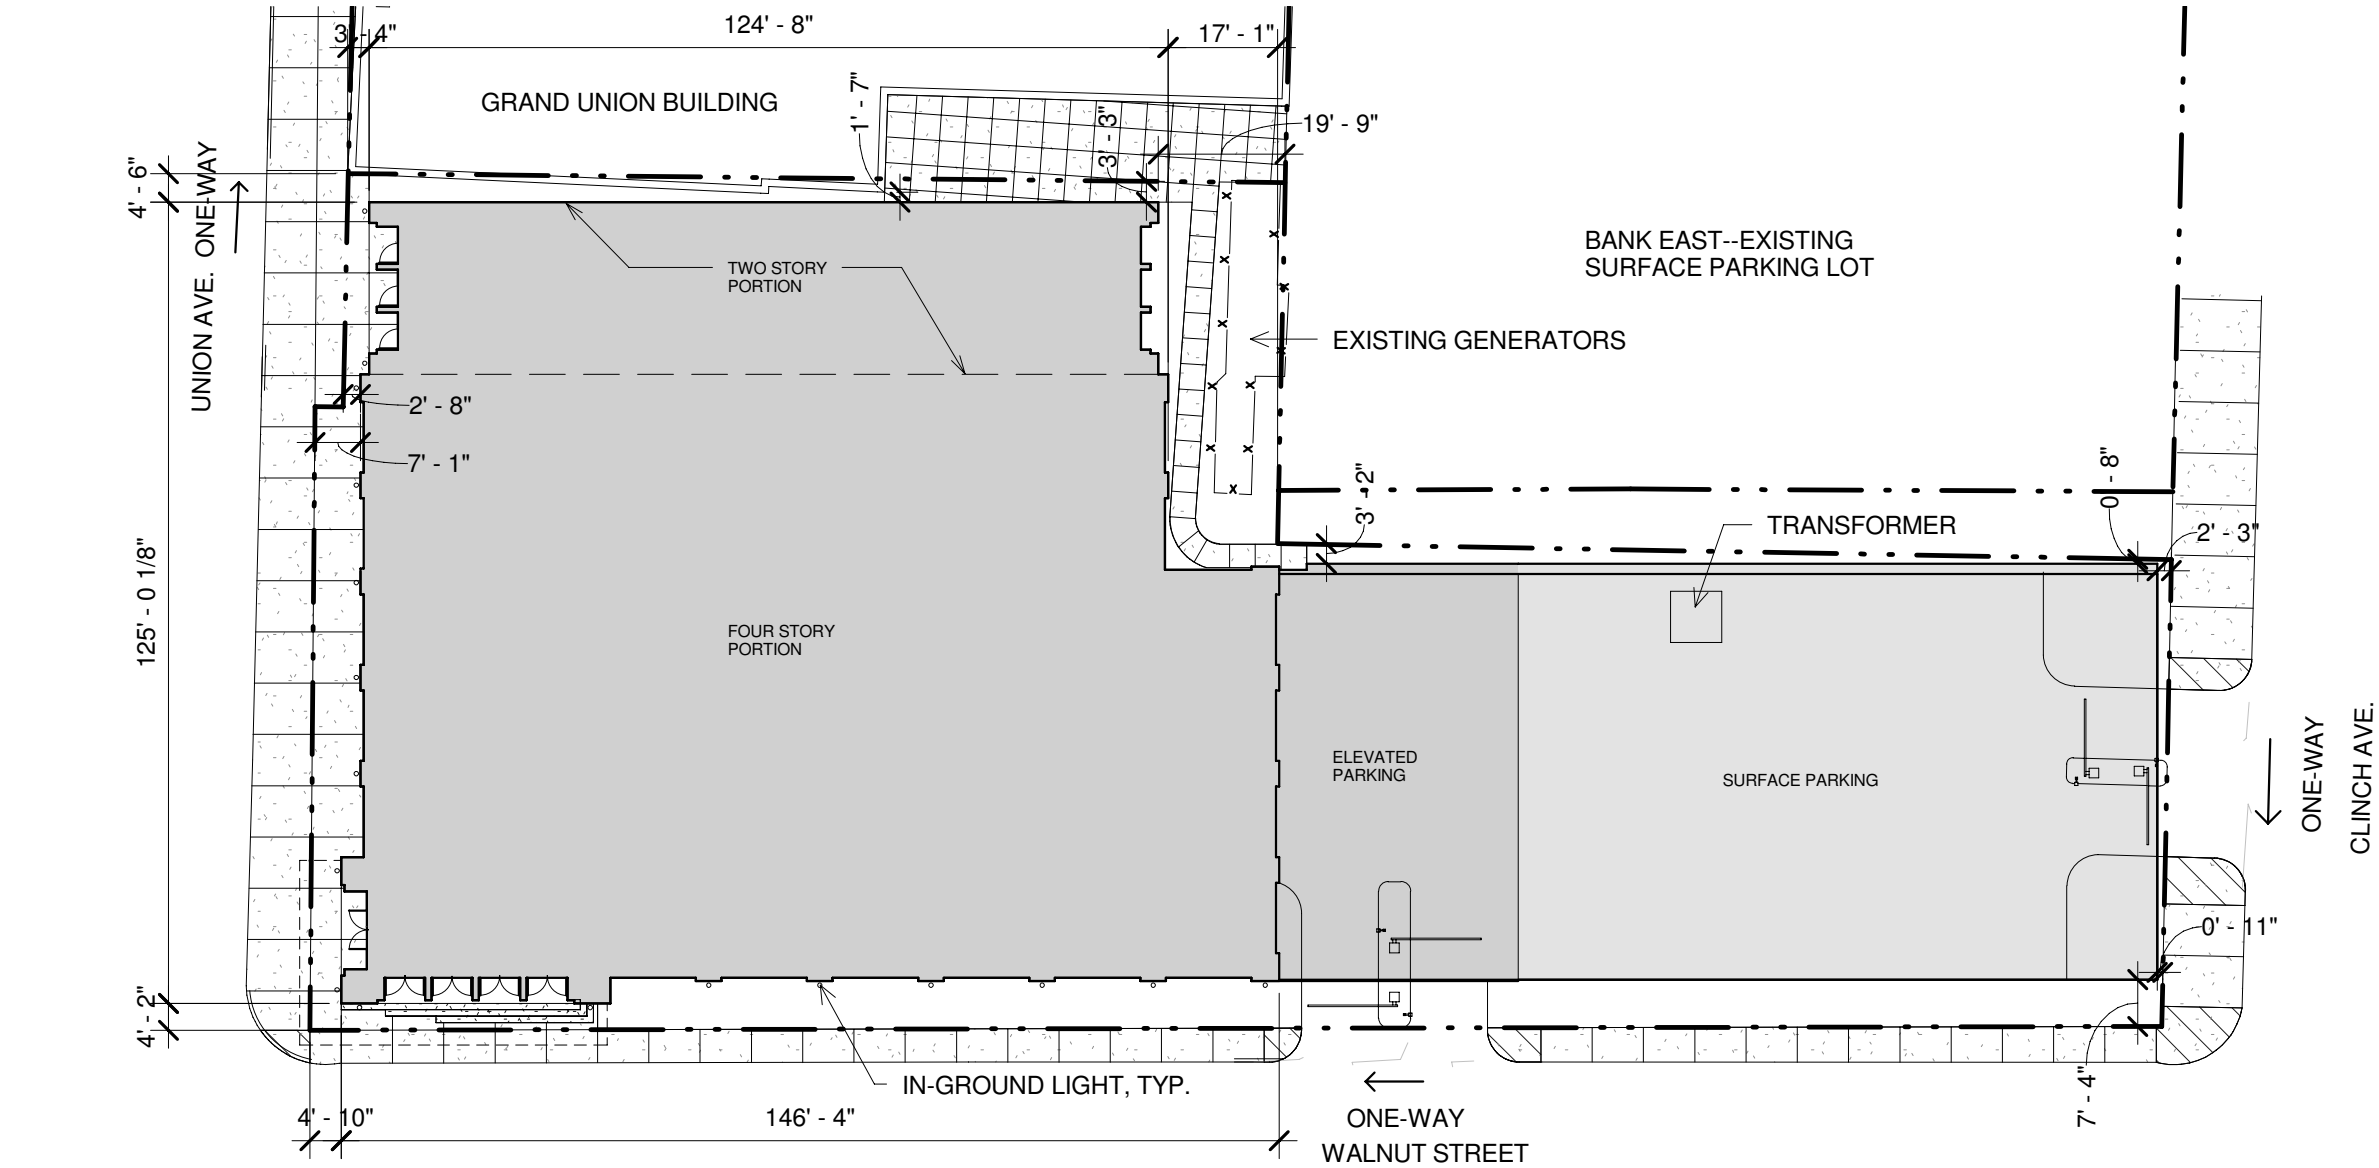 3' - 4"
124' - 8"
17' - 1"
GRAND UNION BUILDING
1' - 7"
3' - 3"
19' - 9"
4' - 6"
UNION AVE. ONE-WAY
TWO STORY
PORTION
BANK EAST--EXISTING
SURFACE PARKING LOT
EXISTING GENERATORS
2' - 8"
7' - 1"
3' - 2"
0' - 8"
TRANSFORMER
2' - 3"
125' - 0 1/8"
FOUR STORY
PORTION
ELEVATED
PARKING
SURFACE PARKING
ONE-WAY
CLINCH AVE.
0' - 11"
4' - 2"
IN-GROUND LIGHT, TYP.
4' - 10"
146' - 4"
7' - 4"
ONE-WAY
WALNUT STREET